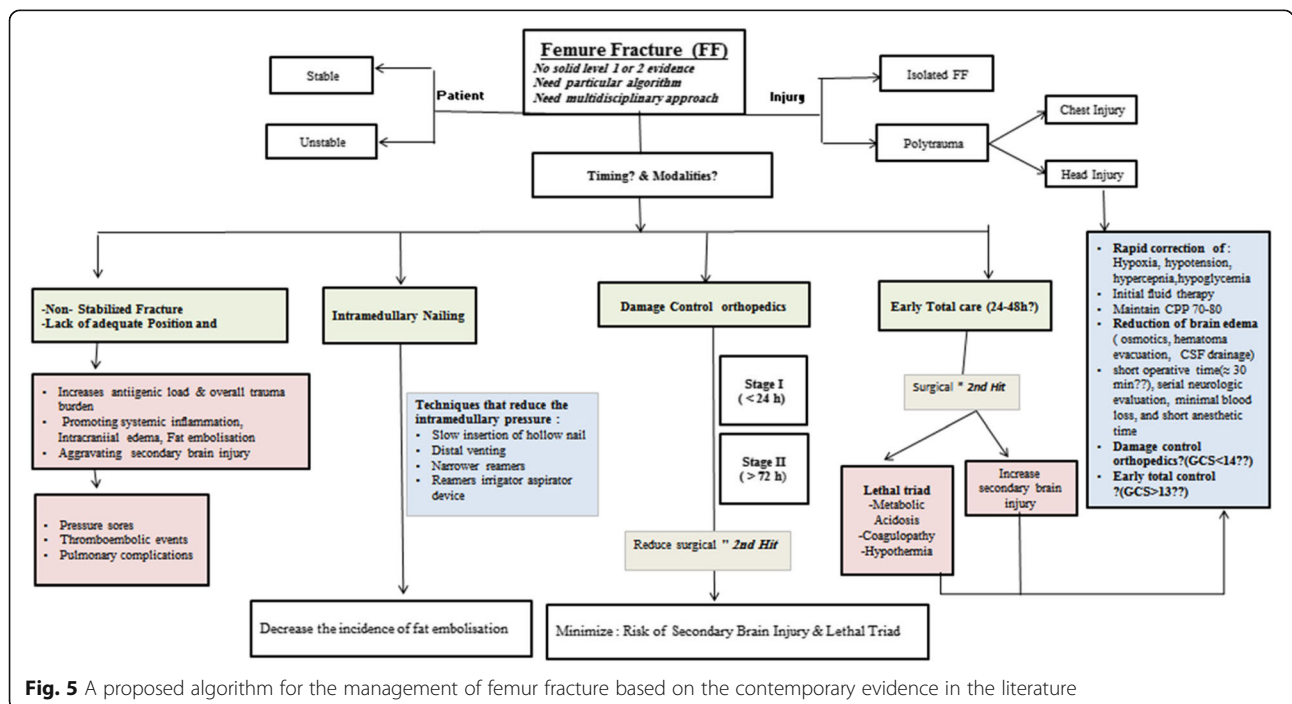 Femure Fracture (FF)
No solid level 1 or 2 evidence
Need particular algorithm
Need multidisciplinary approach
Patient
Stable
Unstable
Injury
Isolated FF
Polytrauma
Chest Injury
Head Injury
Timing? & Modalities?
-Non- Stabilized Fracture
-Lack of adequate Position and
• Increases antiigenic load & overall trauma
burden
• Promoting systemic inflammation,
Intracraniial edema, Fat embolisation
• Aggravating secondary brain injury
• Pressure sores
• Thromboembolic events
• Pulmonary complications
Intramedullary Nailing
Techniques that reduce the
intramedullary pressure :
• Slow insertion of hollow nail
• Distal venting
• Narrower reamers
• Reamers irrigator aspirator
device
Decrease the incidence of fat embolisation
Damage Control orthopedics
Stage I
( < 24 h)
Stage II
( > 72 h)
Reduce surgical " 2nd Hit
Minimize : Risk of Secondary Brain Injury & Lethal Triad
Early Total care (24-48h?)
Surgical " 2nd Hit
Lethal triad
-Metabolic
Acidosis
-Coagulopathy
-Hypothermia
Increase
secondary brain
injury
• Rapid correction of :
Hypoxia, hypotension,
hypercepnia,hypoglycemia
• Initial fluid therapy
• Maintain CPP 70-80
• Reduction of brain edema
( osmotics, hematoma
evacuation, CSF drainage)
• short operative time(≈ 30
min??), serial neurologic
evaluation, minimal blood
loss, and short anesthetic
time
• Damage control
orthopedics?(GCS<14??)
• Early total control
?(GCS>13??)
Fig. 5 A proposed algorithm for the management of femur fracture based on the contemporary evidence in the literature